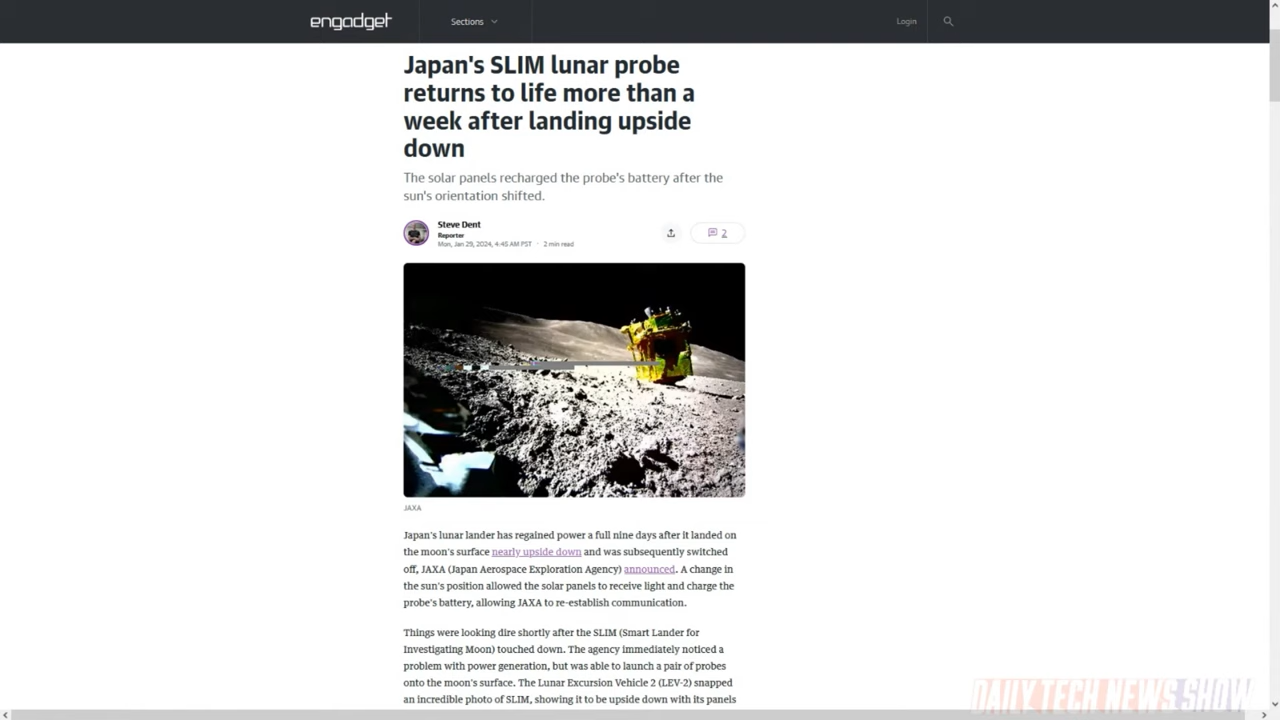 engadget
Sections
Login
Japan's SLIM lunar probe
returns to life more than a
week after landing upside
down
The solar panels recharged the probe's battery after the
sun's orientation shifted.
Steve Dent
Reporter
Mon, Jan 29, 2024, 4:45 AM PST · 2 min read
2
JAXA
Japan's lunar lander has regained power a full nine days after it landed on
the moon's surface nearly upside down and was subsequently switched
off, JAXA (Japan Aerospace Exploration Agency) announced. A change in
the sun's position allowed the solar panels to receive light and charge the
probe's battery, allowing JAXA to re-establish communication.
Things were looking dire shortly after the SLIM (Smart Lander for
Investigating Moon) touched down. The agency immediately noticed a
problem with power generation, but was able to launch a pair of probes
onto the moon's surface. The Lunar Excursion Vehicle 2 (LEV-2) snapped
an incredible photo of SLIM, showing it to be upside down with its panels
DAILY TECH NEWS SHOW